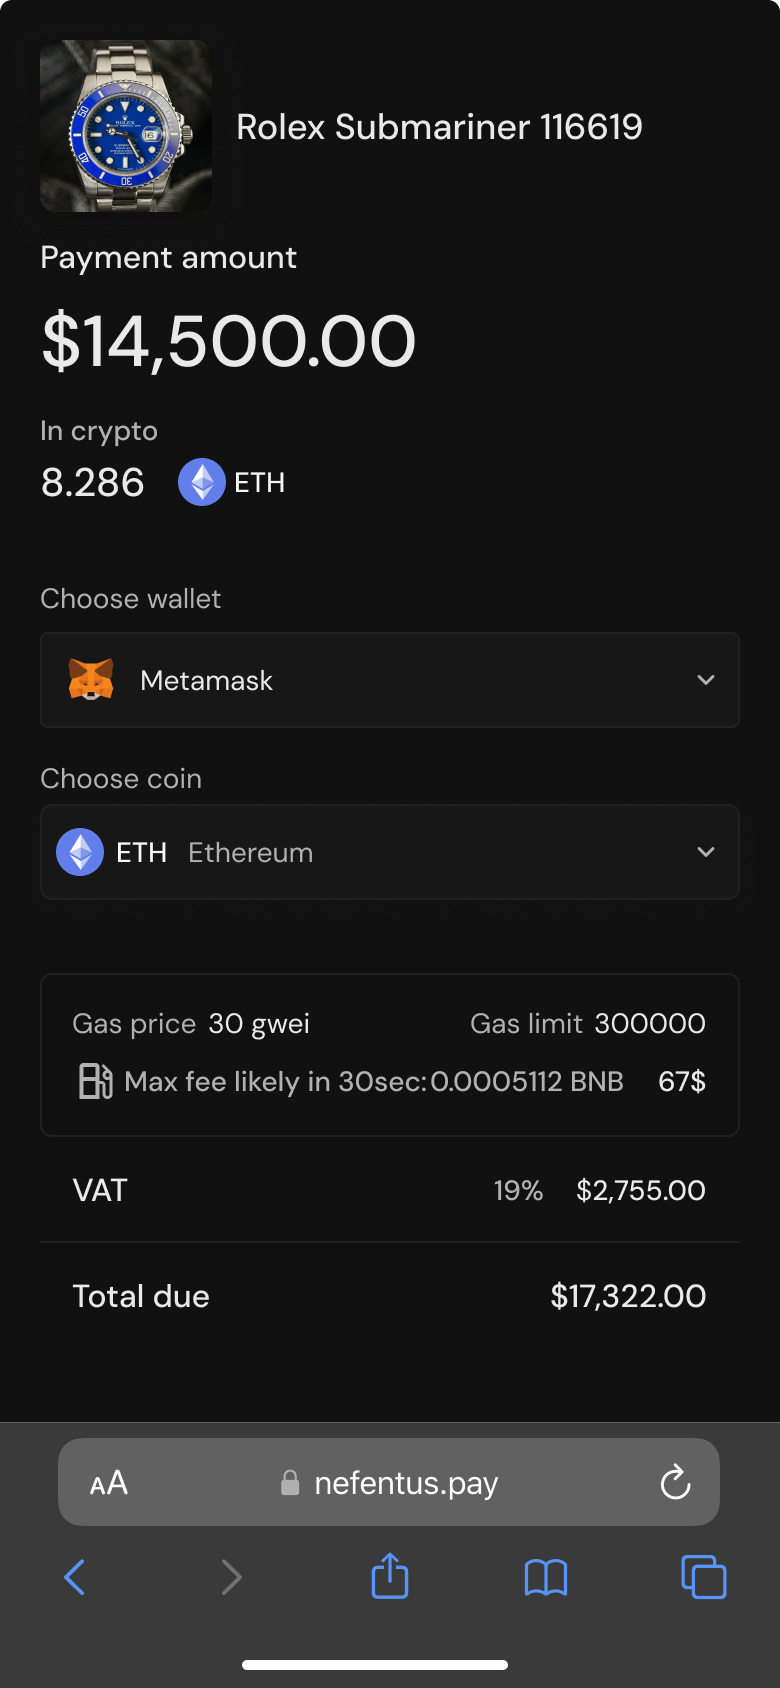 Rolex Submariner 116619
Payment amount
$14,500.00
In crypto
8.286 ETH
Choose wallet
Metamask
Choose coin
ETH Ethereum
Gas price 30 gwei Gas limit 300000
Max fee likely in 30sec: 0.0005112 BNB 67$
VAT 19% $2,755.00
Total due $17,322.00
AA nefentus.pay